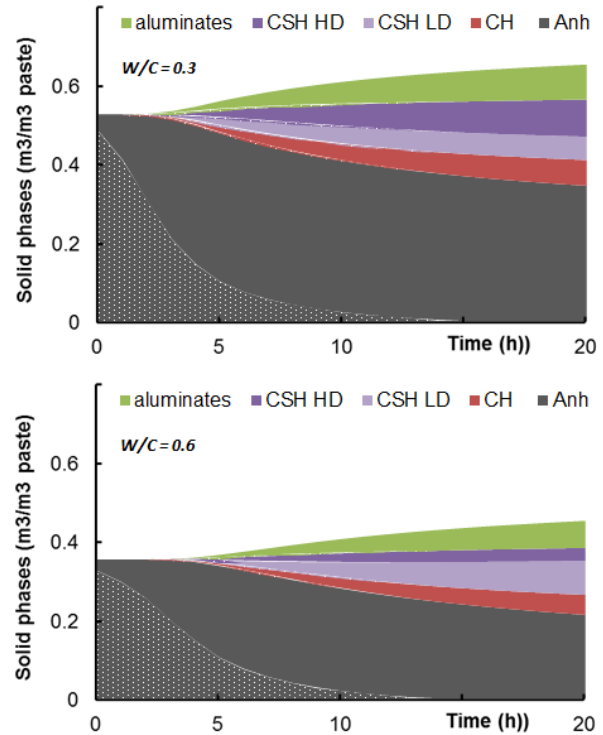 aluminates CSH HD CSH LD CH Anh
W/C = 0.3
Solid phases (m3/m3 paste)
0.6
0.4
0.2
0
0 5 10 20
Time (h))
aluminates CSH HD CSH LD CH Anh
W/C = 0.6
Solid phases (m3/m3 paste)
0.6
0.4
0.2
0
0 5 10 20
Time (h))